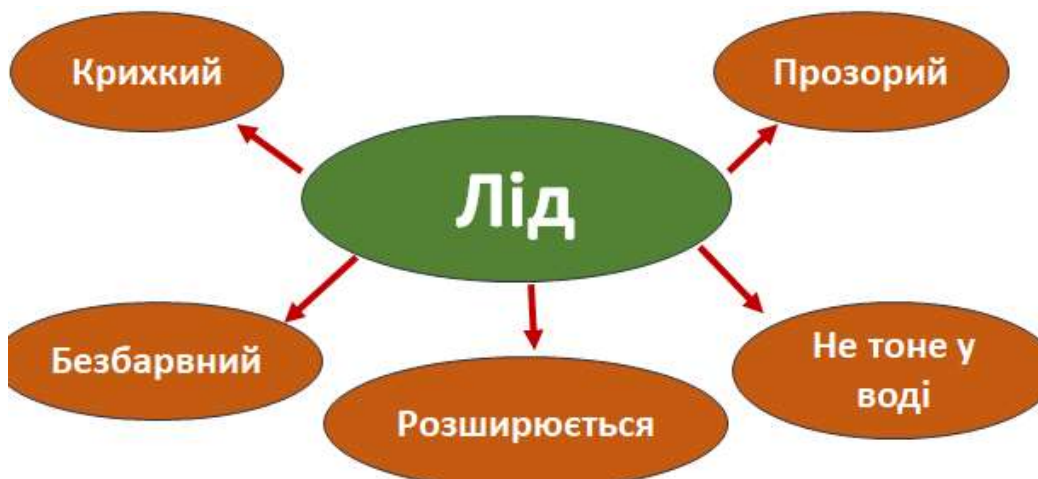 Крихкий
Прозорий
Лід
Безбарвний
Не тоне у
воді
Розширюється